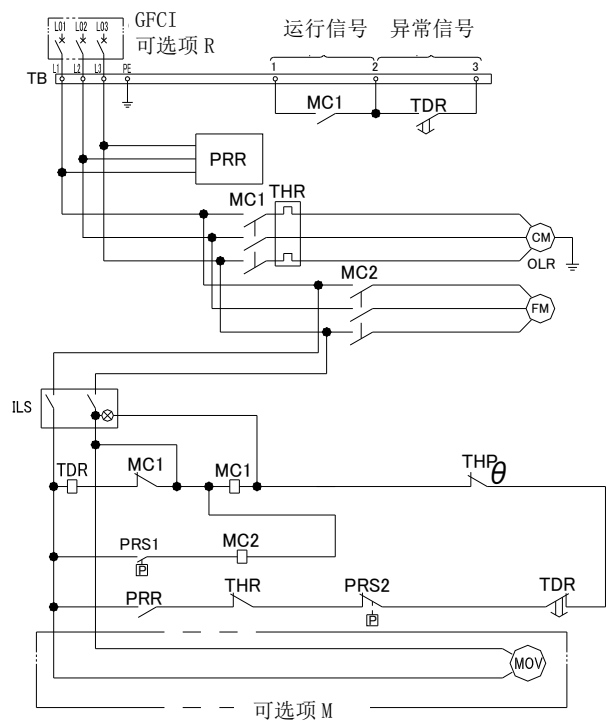 GFCI
可选项 R
L01 L02 L03
运行信号 异常信号
L1 L2 L3 PE 1 2 3
TB
MC1 TDR
PRR
MC1 THR
CM
OLR
MC2
FM
ILS
TDR MC1 MC1 THP θ
PRS1 MC2
P
PRR THR PRS2 TDR
P
MOV
可选项 M